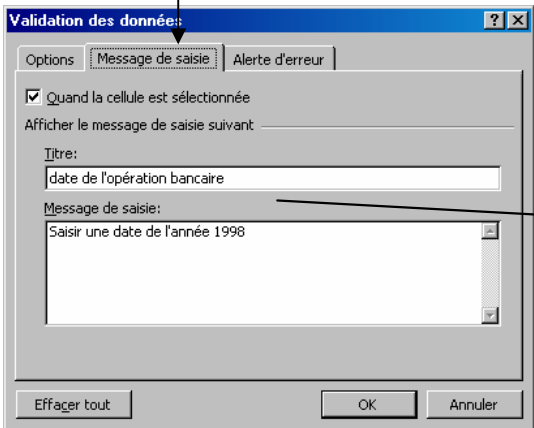 Validation des données
Options Message de saisie Alerte d'erreur
Quand la cellule est sélectionnée
Afficher le message de saisie suivant
Titre:
date de l'opération bancaire
Message de saisie:
Saisir une date de l'année 1998
Effacer tout OK Annuler